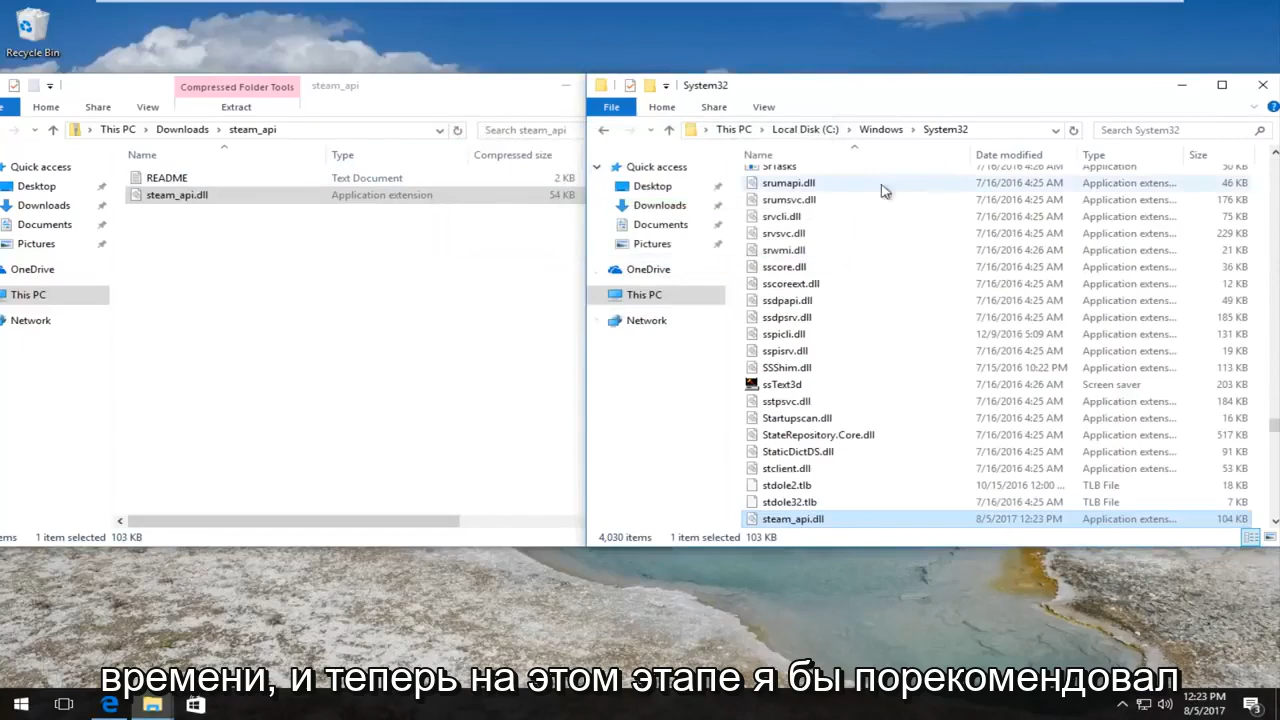 Recycle Bin
Compressed Folder Tools
steam_api
Home
Share
View
Extract
This PC
Downloads
steam_api
Search steam_api
Quick access
Desktop
Downloads
Documents
Pictures
OneDrive
This PC
Network
Name
Type
Compressed size
README
Text Document
2 KB
steam_api.dll
Application extension
54 KB
ems
1 item selected 103 KB
System32
File
Home
Share
View
This PC
Local Disk (C:)
Windows
System32
Search System32
Quick access
Desktop
Downloads
Documents
Pictures
OneDrive
This PC
Network
Name Date modified Type Size
SrTasks 7/16/2016 4:26 AM Application 50 KB
srumapi.dll 7/16/2016 4:25 AM Application extens... 46 KB
srumsvc.dll 7/16/2016 4:25 AM Application extens... 176 KB
srvcli.dll 7/16/2016 4:25 AM Application extens... 75 KB
srvsvc.dll 7/16/2016 4:25 AM Application extens... 229 KB
srwmi.dll 7/16/2016 4:26 AM Application extens... 21 KB
sscore.dll 7/16/2016 4:25 AM Application extens... 36 KB
sscoreext.dll 7/16/2016 4:25 AM Application extens... 12 KB
ssdpapi.dll 7/16/2016 4:25 AM Application extens... 49 KB
ssdpsrv.dll 7/16/2016 4:25 AM Application extens... 185 KB
sspicli.dll 12/9/2016 5:09 AM Application extens... 131 KB
sspisrv.dll 7/16/2016 4:25 AM Application extens... 19 KB
SSShim.dll 7/15/2016 10:22 PM Application extens... 113 KB
ssText3d 7/16/2016 4:26 AM Screen saver 203 KB
sstpsvc.dll 7/16/2016 4:25 AM Application extens... 184 KB
Startupscan.dll 7/16/2016 4:25 AM Application extens... 16 KB
StateRepository.Core.dll 7/16/2016 4:25 AM Application extens... 517 KB
StaticDictDS.dll 7/16/2016 4:25 AM Application extens... 91 KB
stclient.dll 7/16/2016 4:25 AM Application extens... 53 KB
stdole2.tlb 10/15/2016 12:00 ... TLB File 18 KB
stdole32.tlb 7/16/2016 4:25 AM TLB File 7 KB
steam_api.dll 8/5/2017 12:23 PM Application extens... 104 KB
4,030 items 1 item selected 103 KB
времени, и теперь на этом этапе я бы порекомендовал
12:23 PM
8/5/2017
3